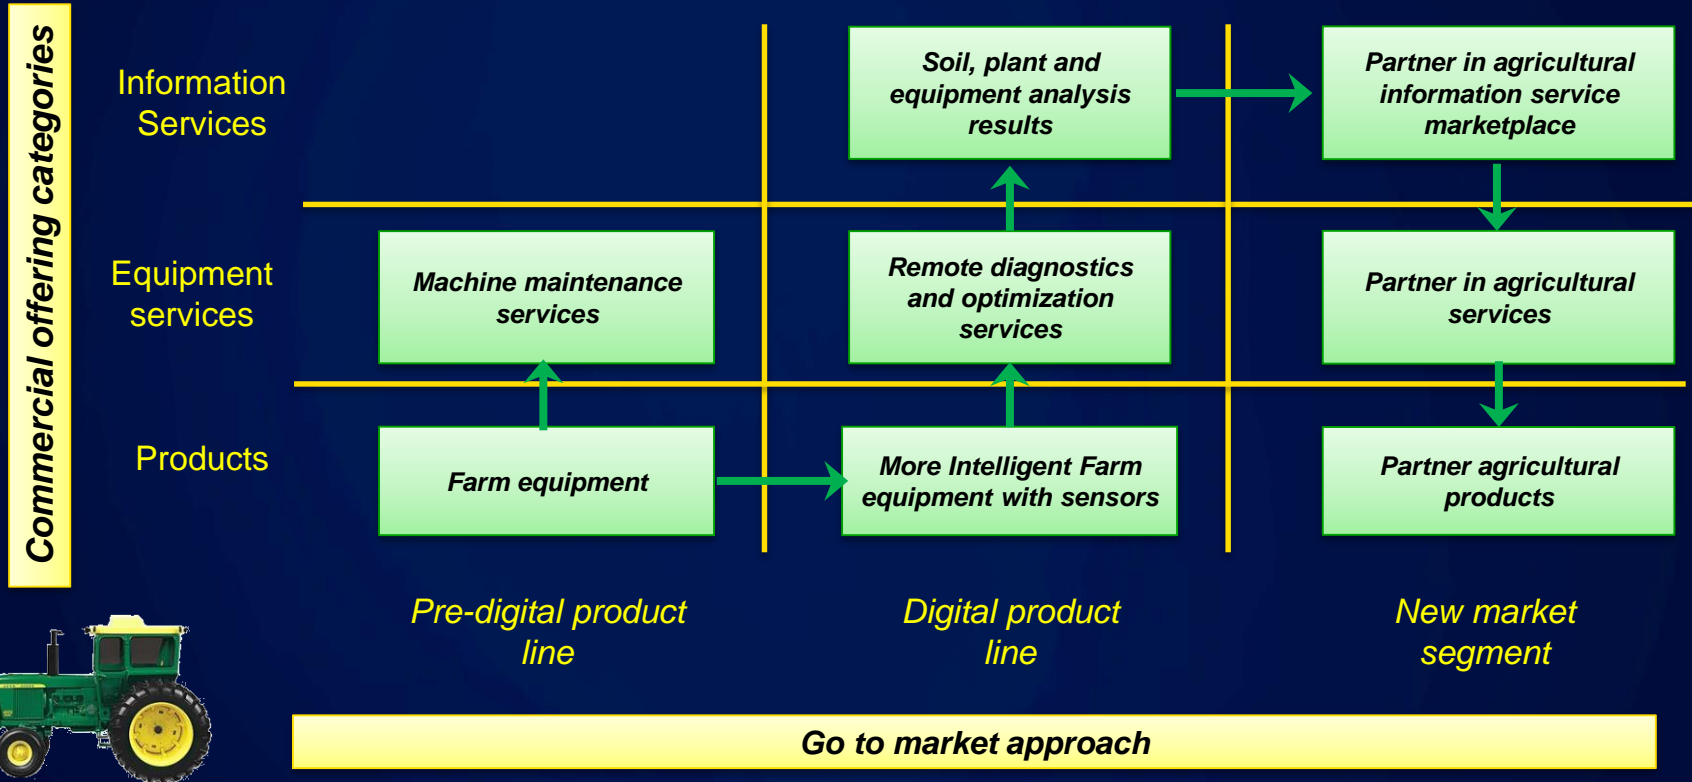 Commercial offering categories
Information
Services
Soil, plant and
equipment analysis
results
Partner in agricultural
information service
marketplace
Equipment
services
Machine maintenance
services
Remote diagnostics
and optimization
services
Partner in agricultural
services
Products
Farm equipment
More Intelligent Farm
equipment with sensors
Partner agricultural
products
Pre-digital product
line
Digital product
line
New market
segment
Go to market approach